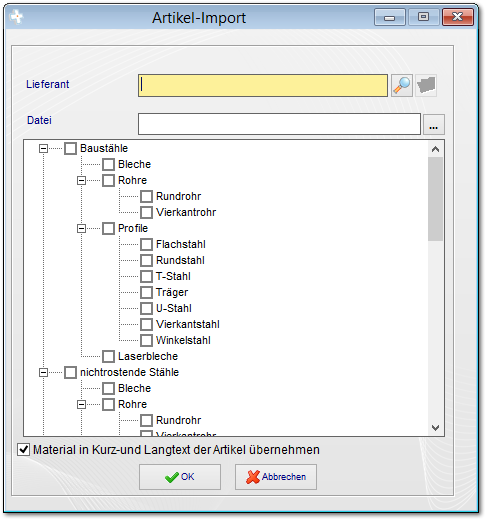 Artikel-Import
Lieferant
Datei
...
Baustähle
Bleche
Rohre
Rundrohr
Vierkantrohr
Profile
Flachstahl
Rundstahl
T-Stahl
Träger
U-Stahl
Vierkantstahl
Winkelstahl
Laserbleche
nichtrostende Stähle
Bleche
Rohre
Rundrohr
Vierkantrohr
Material in Kurz-und Langtext der Artikel übernehmen
OK
Abbrechen